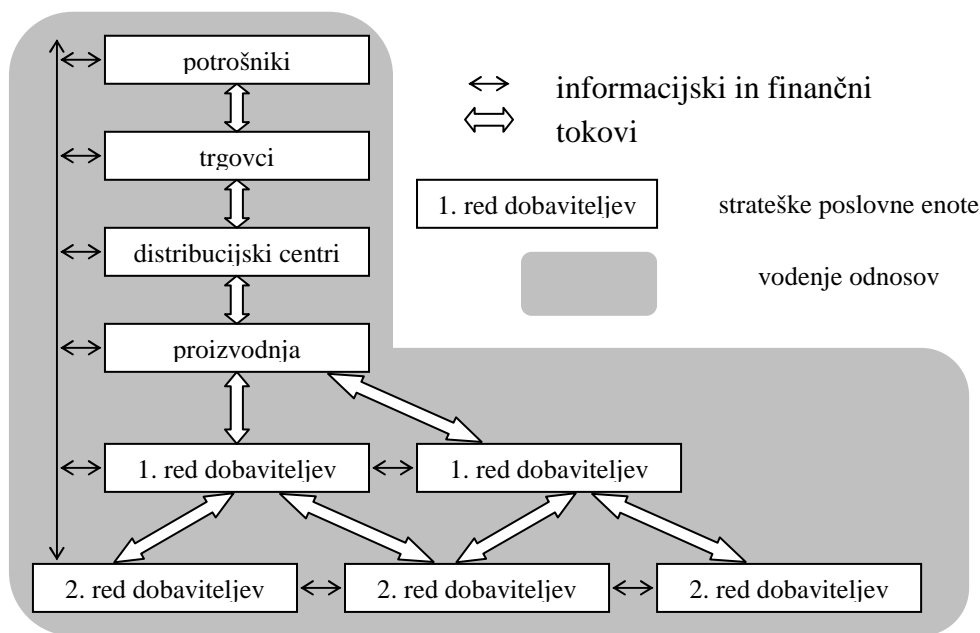 potrošniki
trgovci
distribucijski centri
proizvodnja
1. red dobaviteljev
1. red dobaviteljev
2. red dobaviteljev
2. red dobaviteljev
2. red dobaviteljev
informacijski in finančni
tokovi
1. red dobaviteljev
strateške poslovne enote
vodenje odnosov